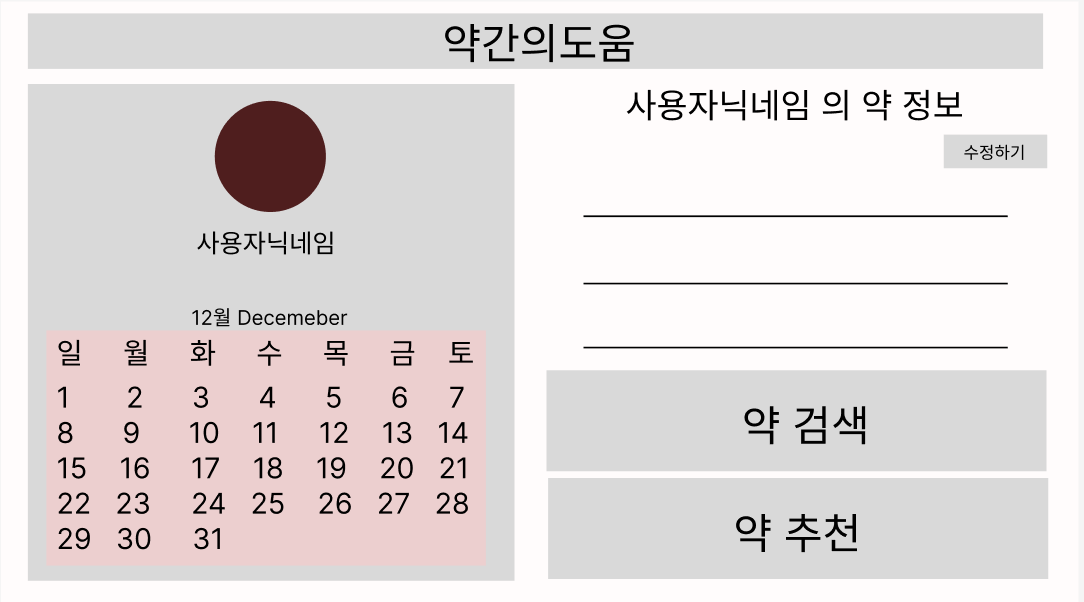 약간의도움
사용자닉네임
12월 Decemeber
일 월 화 수 목 금 토
1 2 3 4 5 6 7
8 9 10 11 12 13 14
15 16 17 18 19 20 21
22 23 24 25 26 27 28
29 30 31
사용자닉네임 의 약 정보
수정하기
약 검색
약 추천